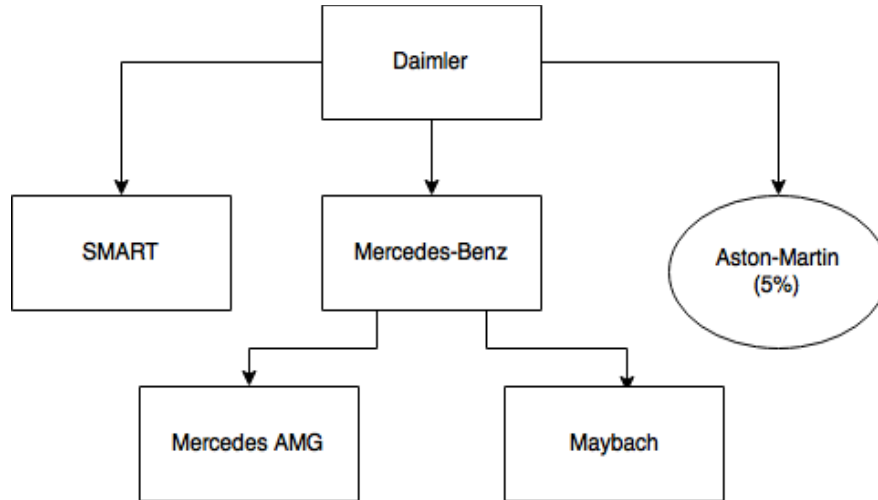 Daimler
SMART
Mercedes-Benz
Aston-Martin
(5%)
Mercedes AMG
Maybach